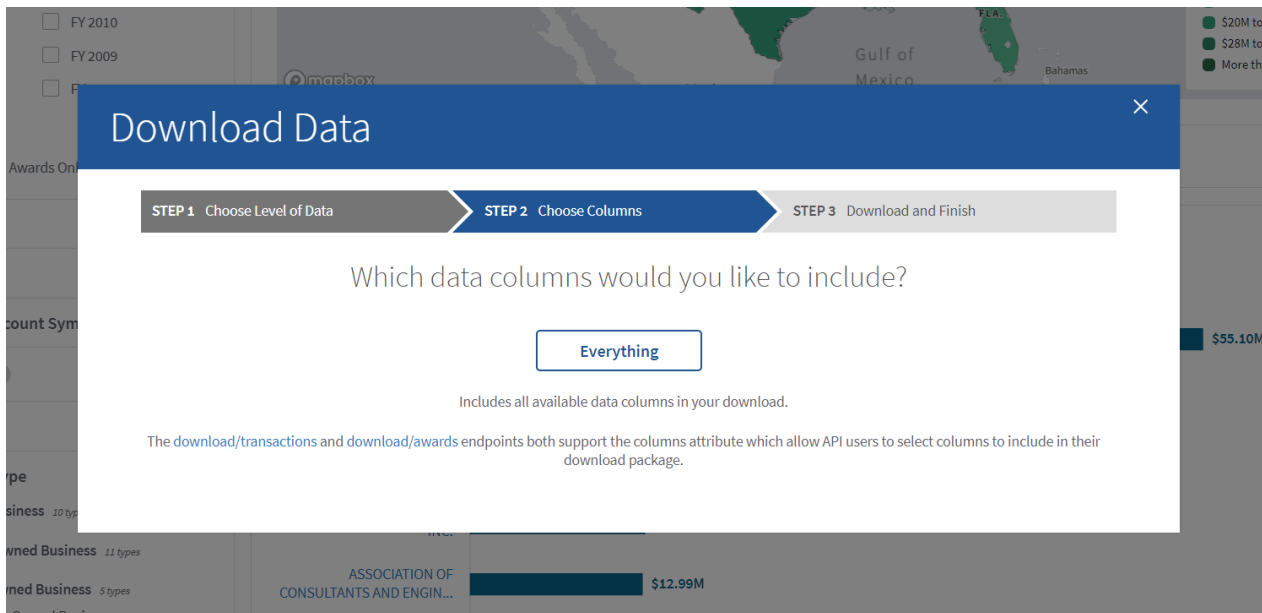 FY 2010
FY 2009
FLA.
$20M to
$28M to
More th
Gulf of
Mexico
Bahamas
mapbox
Download Data
Awards Onl
STEP 1 Choose Level of Data
STEP 2 Choose Columns
STEP 3 Download and Finish
Which data columns would you like to include?
count Sym
$55.10M
Everything
Includes all available data columns in your download.
The download/transactions and download/awards endpoints both support the columns attribute which allow API users to select columns to include in their
download package.
ype
siness 10 typ
INC.
wned Business 11 types
ASSOCIATION OF
CONSULTANTS AND ENGIN...
$12.99M
ned Business 5 types